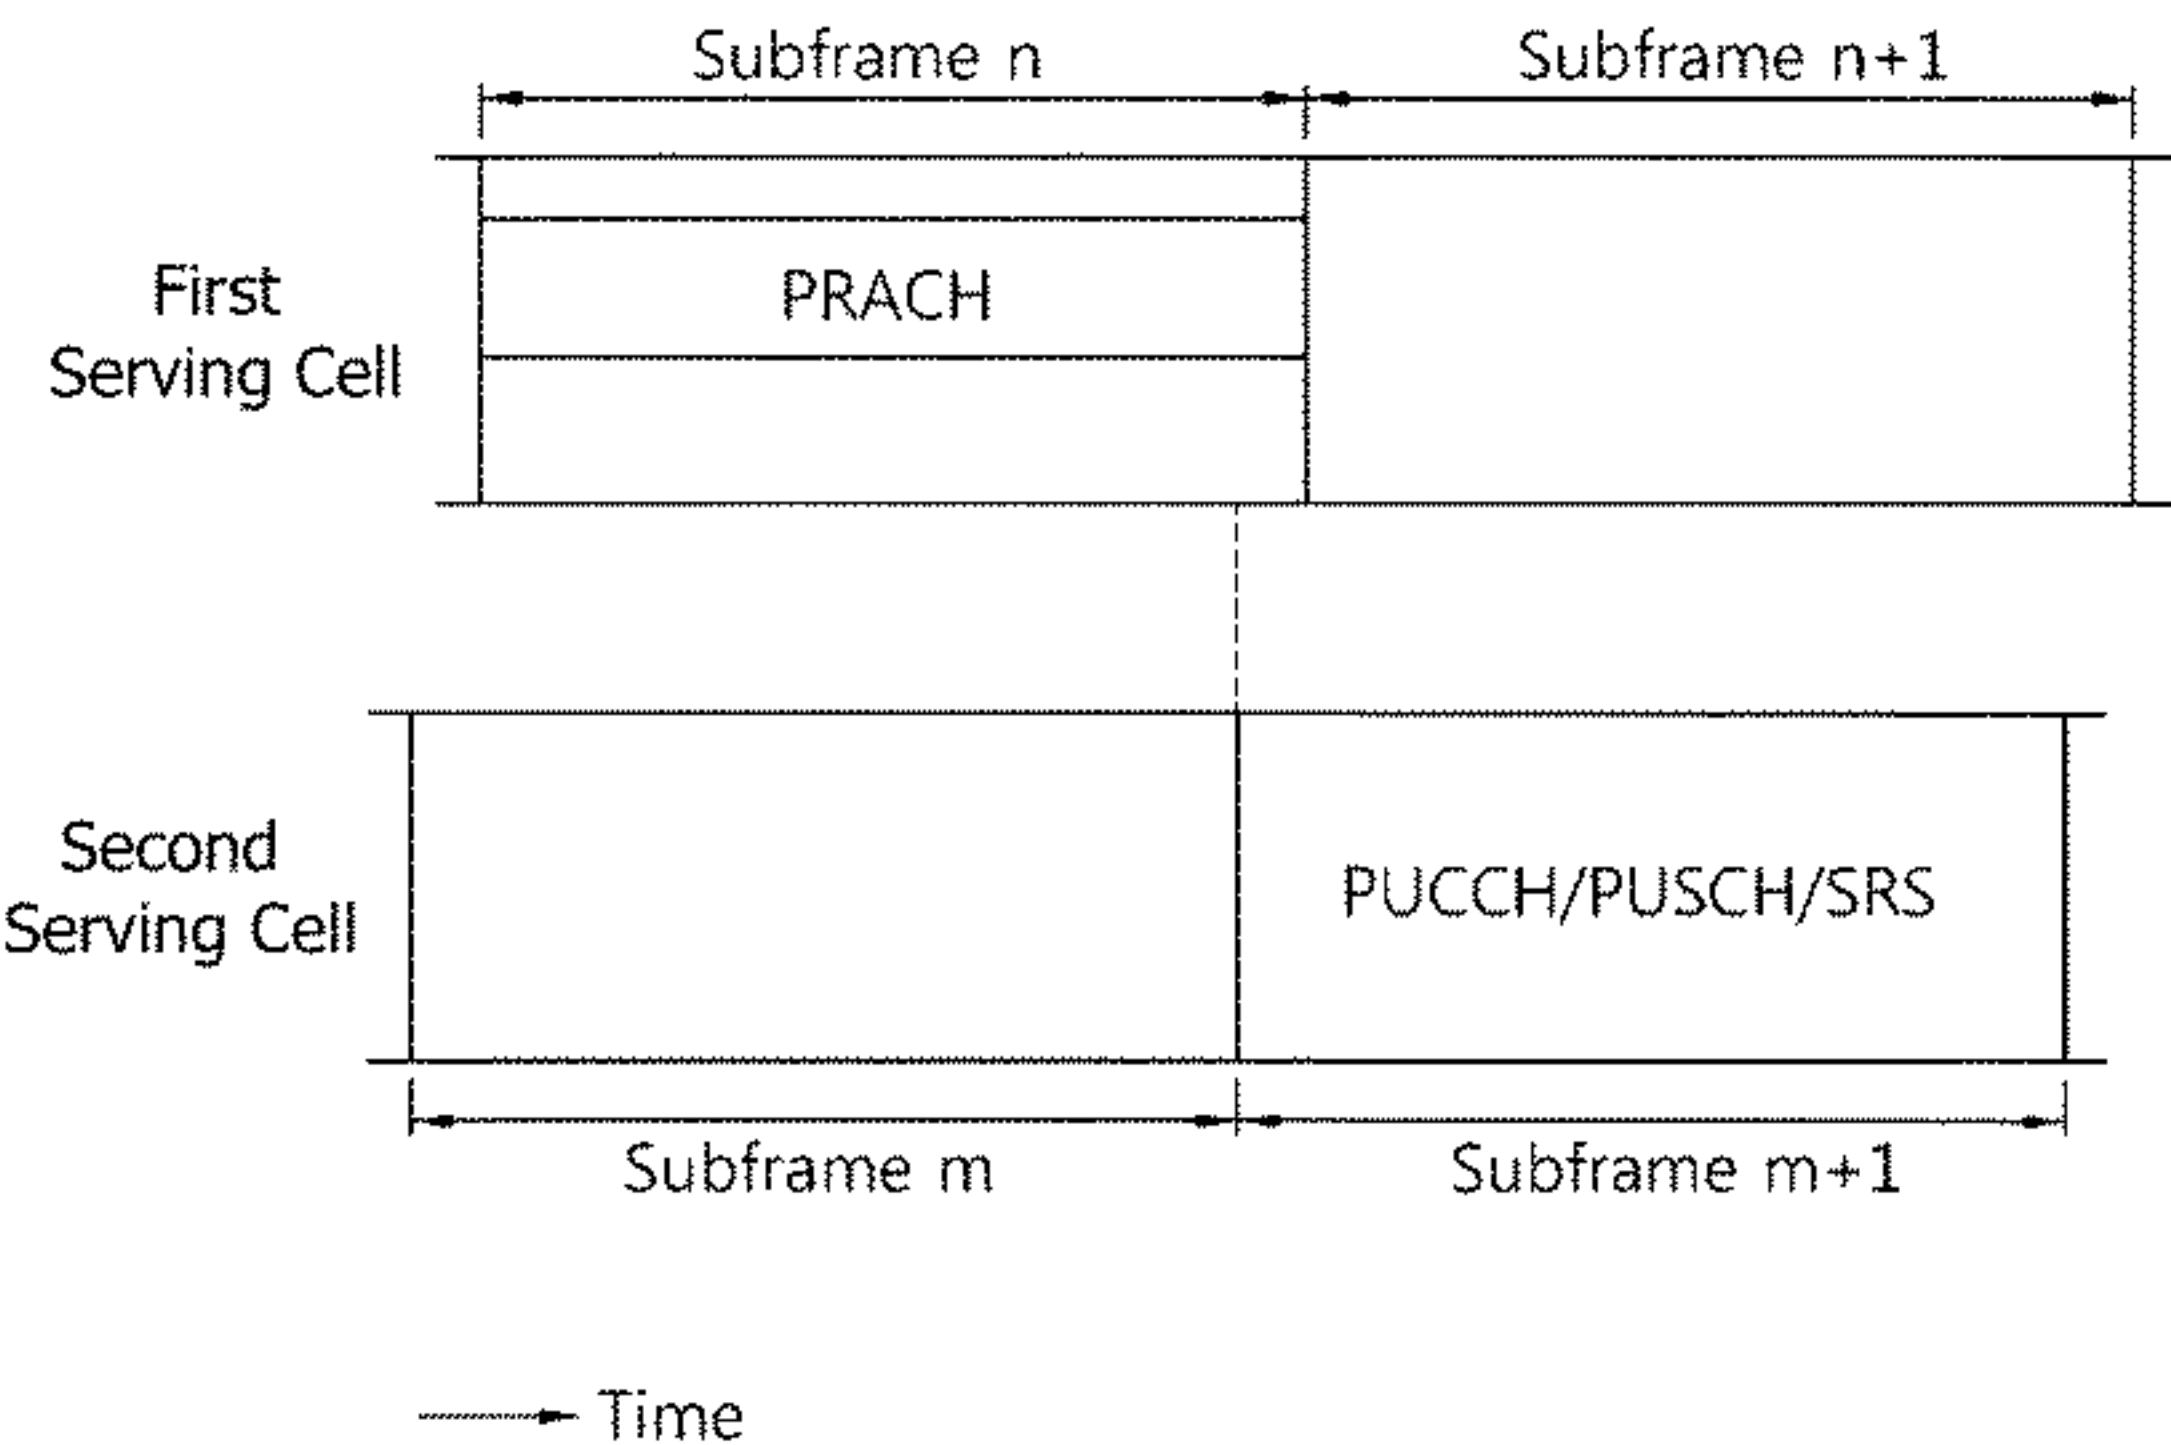 Subframe n
Subframe n+1
First
Serving Cell
PRACH
Second
Serving Cell
PUCCH/PUSCH/SRS
Subframe m
Subframe m+1
Time